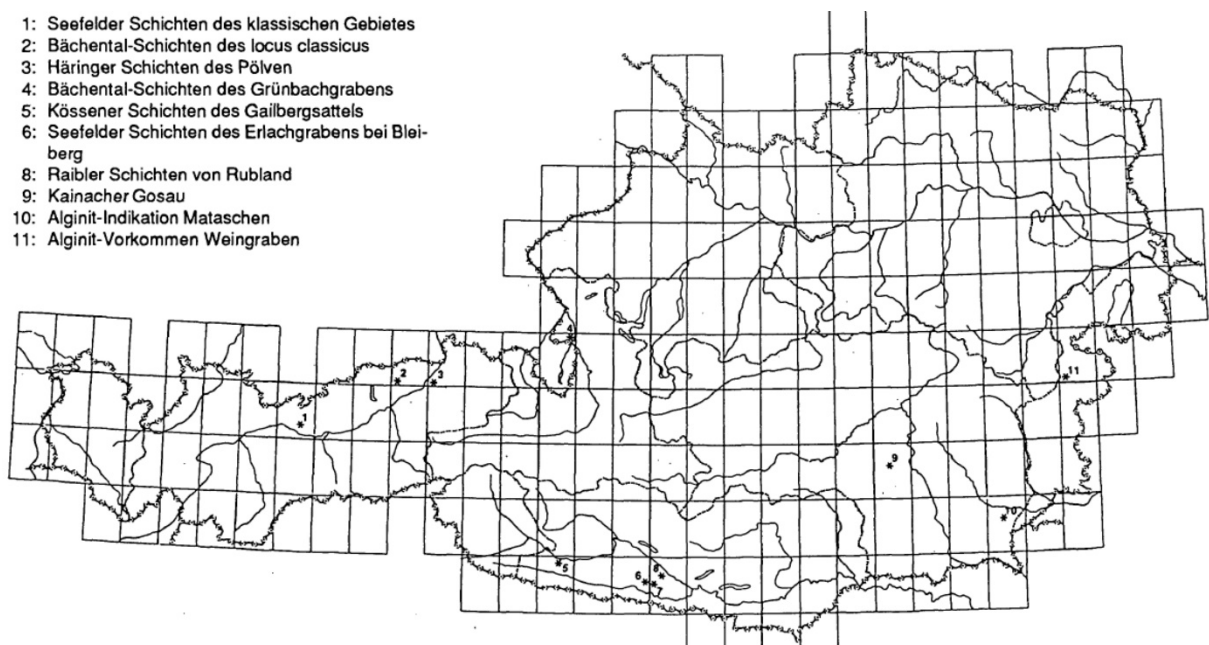 1: Seefelder Schichten des klassischen Gebietes
2: Bächental-Schichten des locus classicus
3: Häringer Schichten des Pölven
4: Bächental-Schichten des Grünbachgrabens
5: Kössener Schichten des Gailbergsattels
6: Seefelder Schichten des Erlachgrabens bei Blei-
berg
8: Raibler Schichten von Rubland
9: Kainacher Gosau
10: Alginit-Indikation Mataschen
11: Alginit-Vorkommen Weingraben
4
2
3
11
1
9
10
5
6
8
7